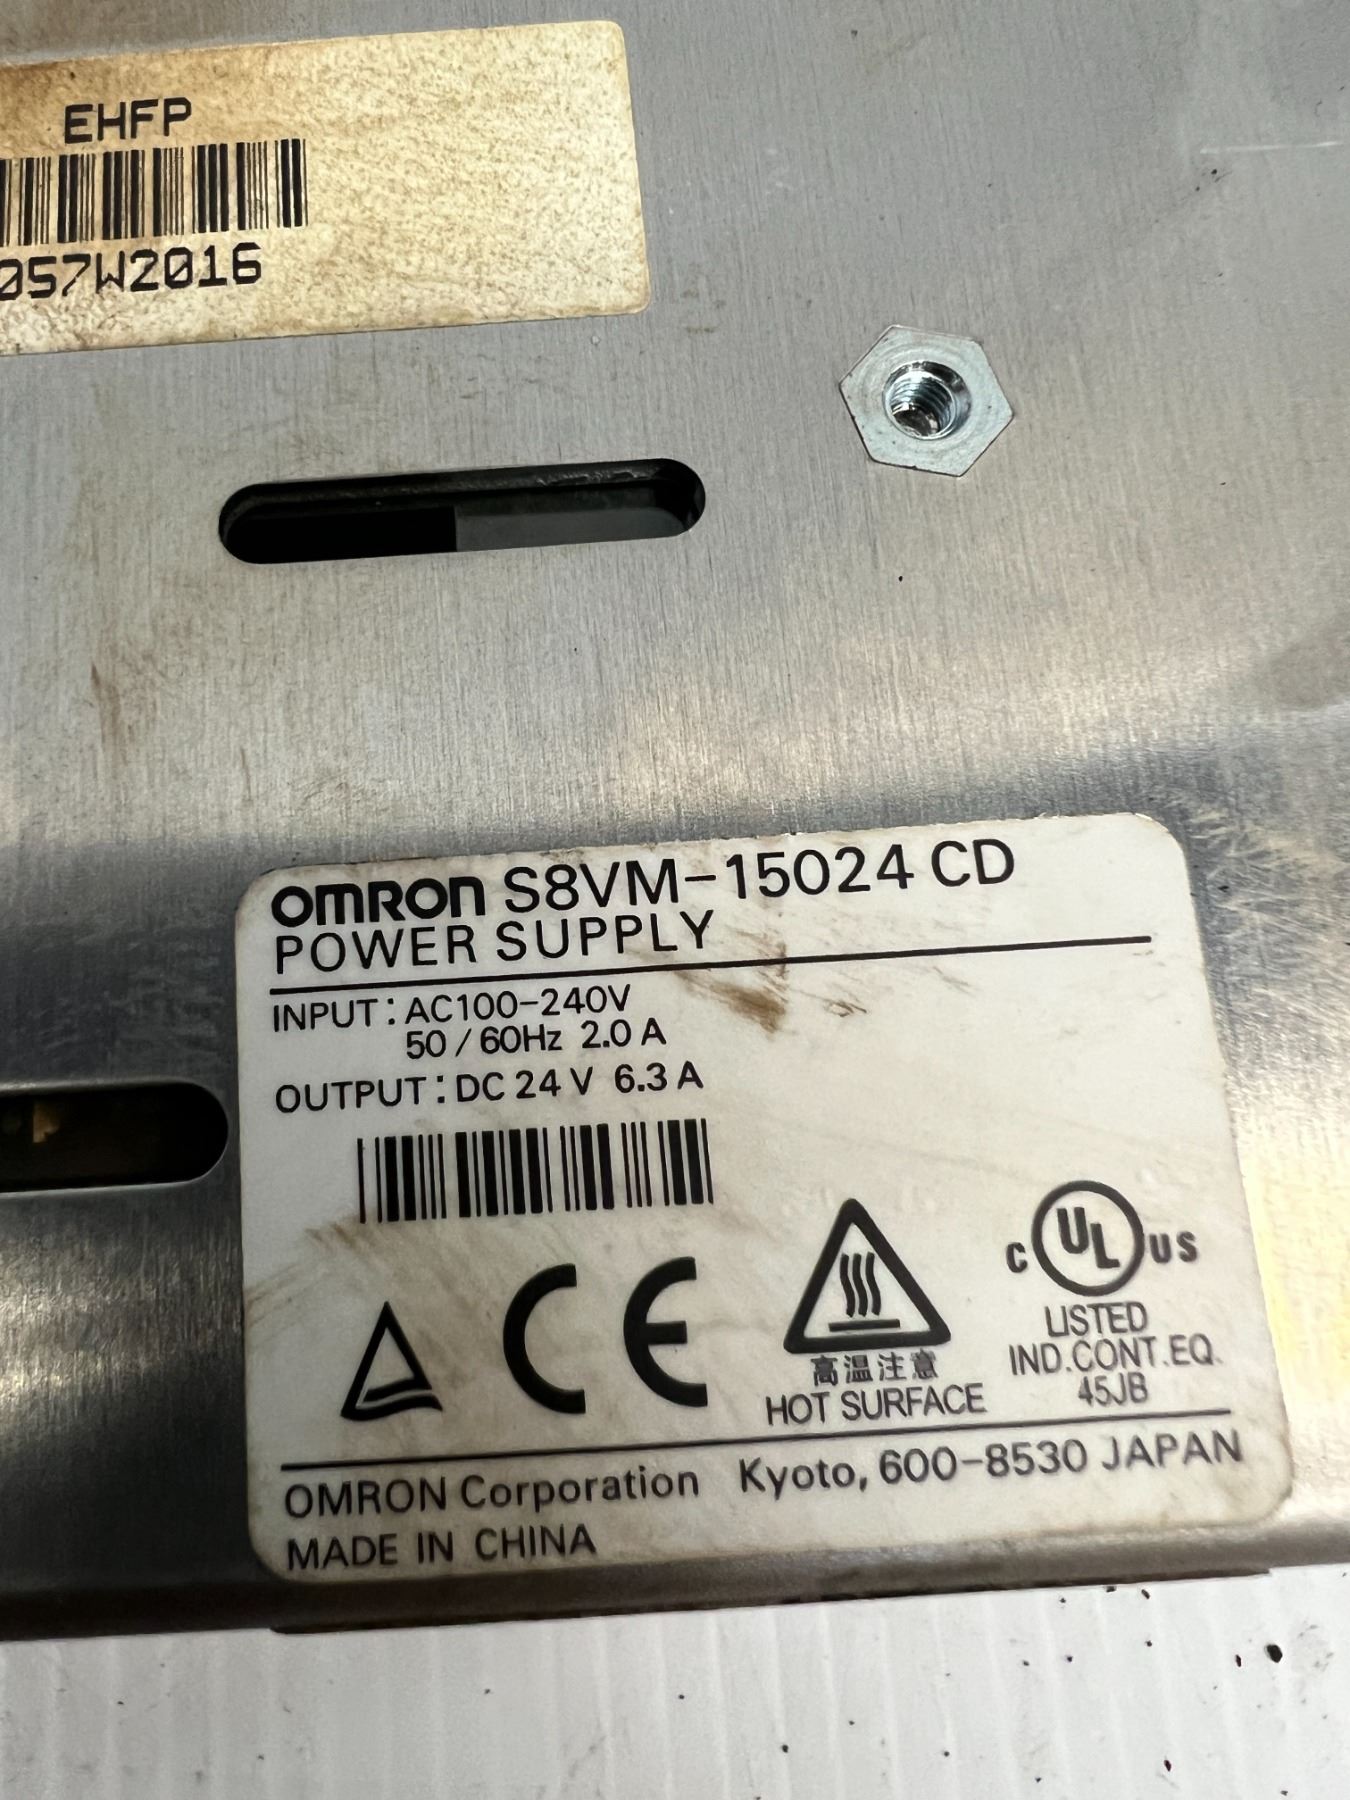 EHFP
057W2016
OMRON S8VM-15024 CD
POWER SUPPLY
INPUT: AC100-240V
50/60Hz 2.0 A
OUTPUT: DC 24 V 6.3 A
CE
高温注意
HOT SURFACE
C UL US
LISTED
IND.CONT.EQ.
45JB
OMRON Corporation Kyoto, 600-8530 JAPAN
MADE IN CHINA